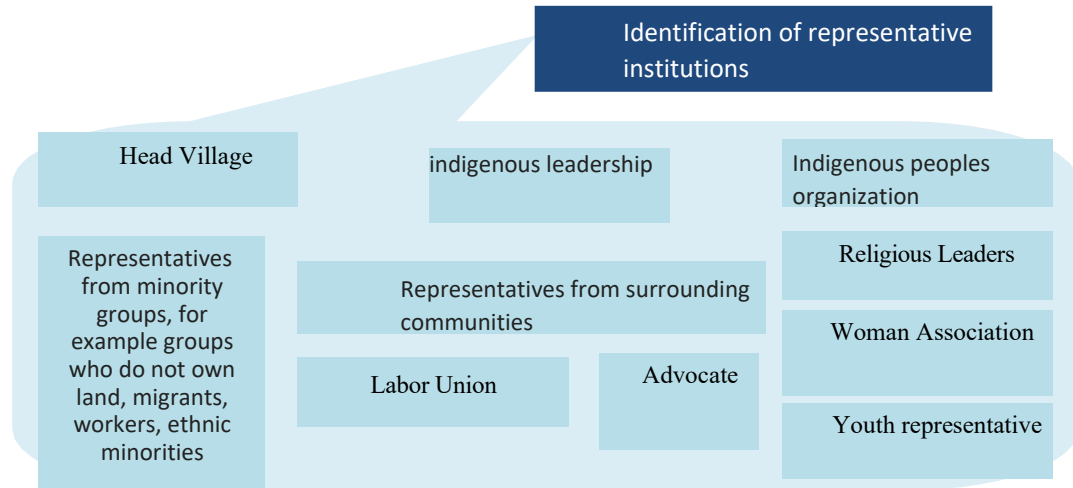 Identification of representative
institutions
Head Village
indigenous leadership
Indigenous peoples
organization
Representatives
from minority
groups, for
example groups
who do not own
land, migrants,
workers, ethnic
minorities
Representatives from surrounding
communities
Religious Leaders
Woman Association
Labor Union
Advocate
Youth representative